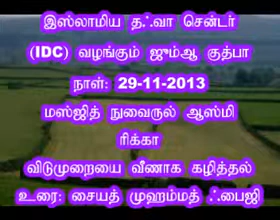 இஸ்லாமிய த.'.வா சென்டர்
(IDC) வழங்கும் ஜும்ஆ குத்பா
நாள்: 29-11-2013
மஸ்ஜித் நுவைருல் ஆஸ்மி
ரிக்கா
விடுமுறையை வீணாக கழித்தல்
உரை: சையத் முஹம்மத் ஃபைஜி